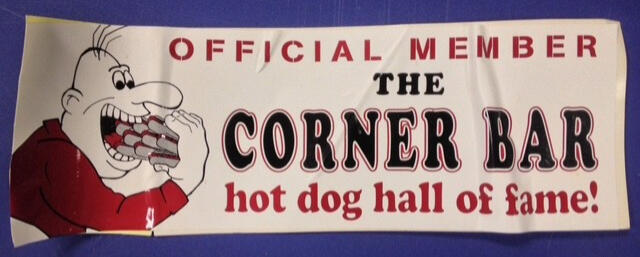 OFFICIAL MEMBER
THE
CORNER BAR
hot dog hall of fame!